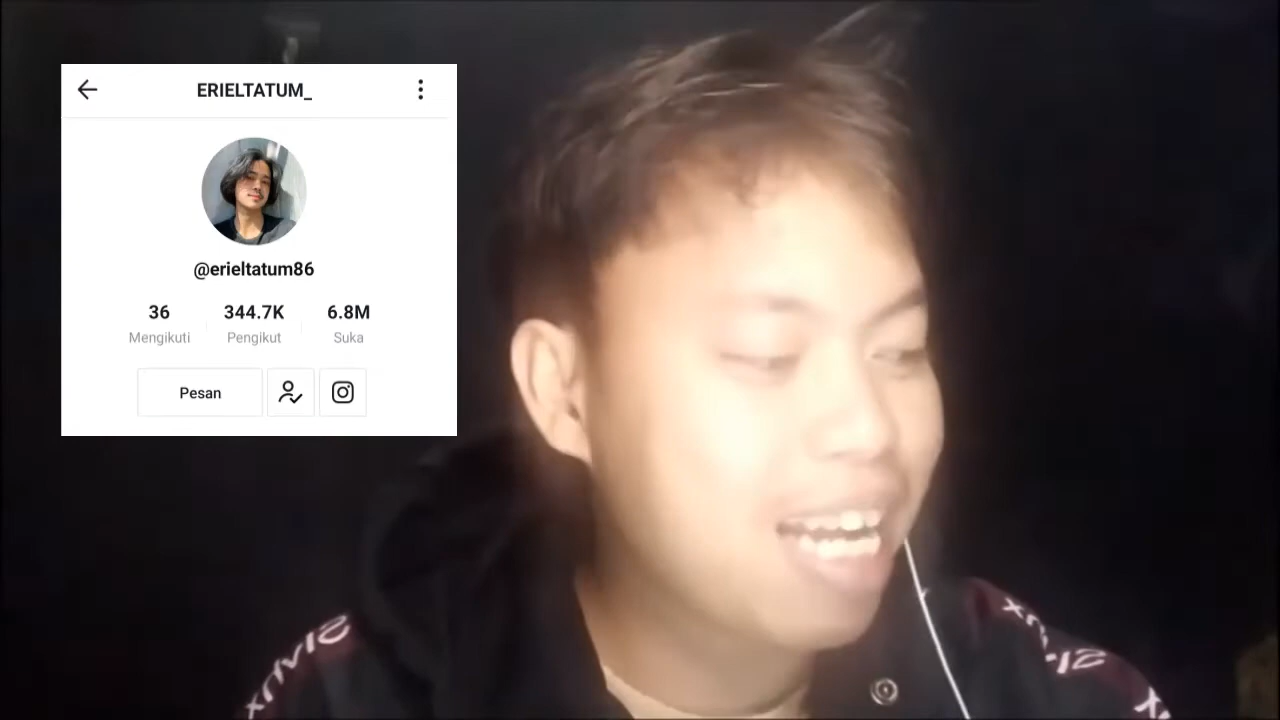 ERIELTATUM_
@erieltatum86
36 344.7K 6.8M
Mengikuti Pengikut Suka
Pesan